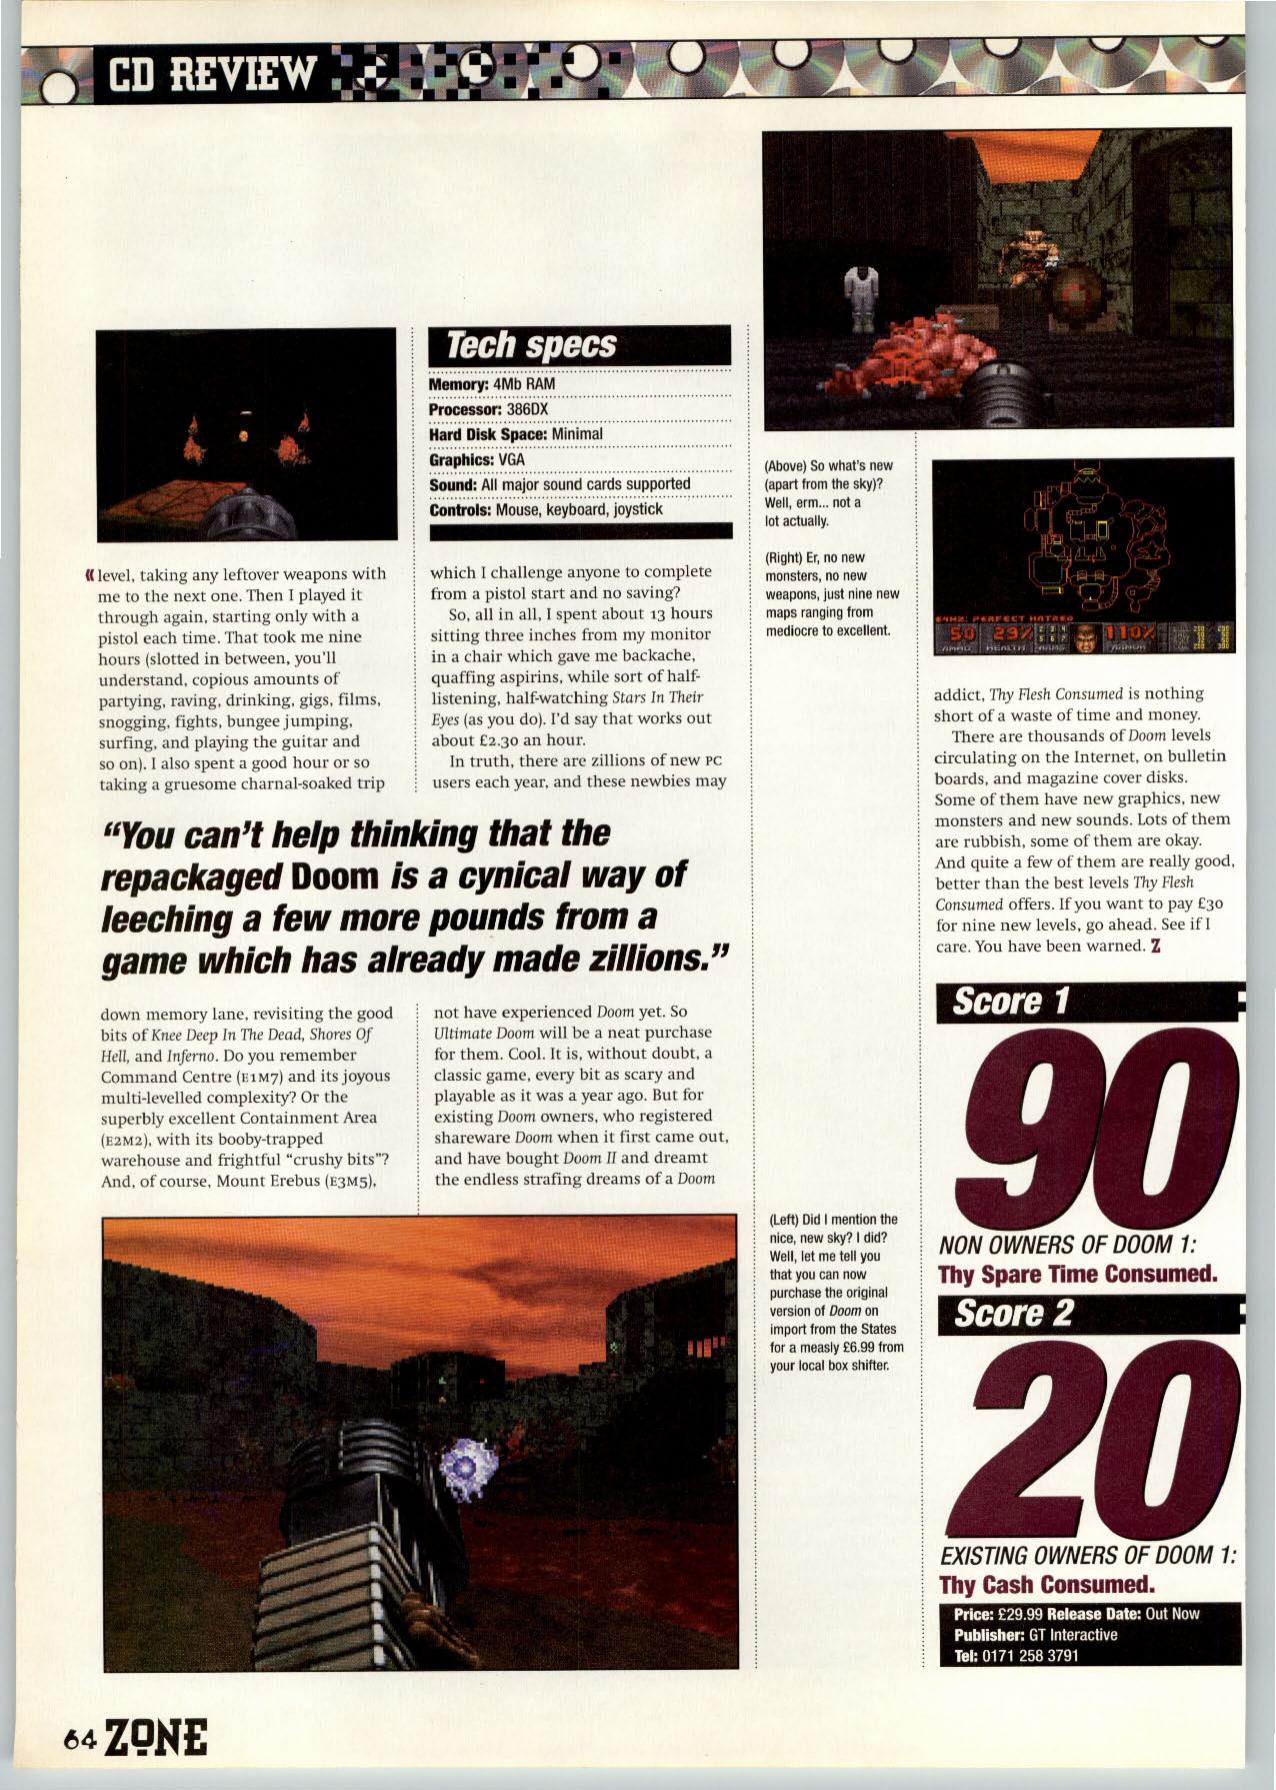 CD REVIEW
Tech specs
Memory: 4Mb RAM
Processor: 386DX
Hard Disk Space: Minimal
Graphics: VGA
Sound: All major sound cards supported
Controls: Mouse, keyboard, joystick
(Above) So what's new
(apart from the sky)?
Well, erm... not a
lot actually.
(Right) Er, no new
monsters, no new
weapons, just nine new
maps ranging from
mediocre to excellent.
E4M2: PERFECT HATRED
50 29% 110%
AMMO HEALTH ARMS ARMOR
« level, taking any leftover weapons with
me to the next one. Then I played it
through again, starting only with a
pistol each time. That took me nine
hours (slotted in between, you'll
understand, copious amounts of
partying, raving, drinking, gigs, films,
snogging, fights, bungee jumping,
surfing, and playing the guitar and
so on). I also spent a good hour or so
taking a gruesome charnal-soaked trip
"You can't help thinking that the
repackaged Doom is a cynical way of
leeching a few more pounds from a
game which has already made zillions."
down memory lane, revisiting the good
bits of Knee Deep In The Dead, Shores Of
Hell, and Inferno. Do you remember
Command Centre (E1M7) and its joyous
multi-levelled complexity? Or the
superbly excellent Containment Area
(E2M2), with its booby-trapped
warehouse and frightful "crushy bits"?
And, of course, Mount Erebus (E3M5),
which I challenge anyone to complete
from a pistol start and no saving?
So, all in all, I spent about 13 hours
sitting three inches from my monitor
in a chair which gave me backache,
quaffing aspirins, while sort of half-
listening, half-watching Stars In Their
Eyes (as you do). I'd say that works out
about £2.30 an hour.
In truth, there are zillions of new PC
users each year, and these newbies may
not have experienced Doom yet. So
Ultimate Doom will be a neat purchase
for them. Cool. It is, without doubt, a
classic game, every bit as scary and
playable as it was a year ago. But for
existing Doom owners, who registered
shareware Doom when it first came out,
and have bought Doom II and dreamt
the endless strafing dreams of a Doom
addict, Thy Flesh Consumed is nothing
short of a waste of time and money.
There are thousands of Doom levels
circulating on the Internet, on bulletin
boards, and magazine cover disks.
Some of them have new graphics, new
monsters and new sounds. Lots of them
are rubbish, some of them are okay.
And quite a few of them are really good,
better than the best levels Thy Flesh
Consumed offers. If you want to pay £30
for nine new levels, go ahead. See if I
care. You have been warned. Z
(Left) Did I mention the
nice, new sky? I did?
Well, let me tell you
that you can now
purchase the original
version of Doom on
import from the States
for a measly £6.99 from
your local box shifter.
Score 1
90
NON OWNERS OF DOOM 1:
Thy Spare Time Consumed.
Score 2
20
EXISTING OWNERS OF DOOM 1:
Thy Cash Consumed.
Price: £29.99 Release Date: Out Now
Publisher: GT Interactive
Tel: 0171 258 3791
64 ZONE